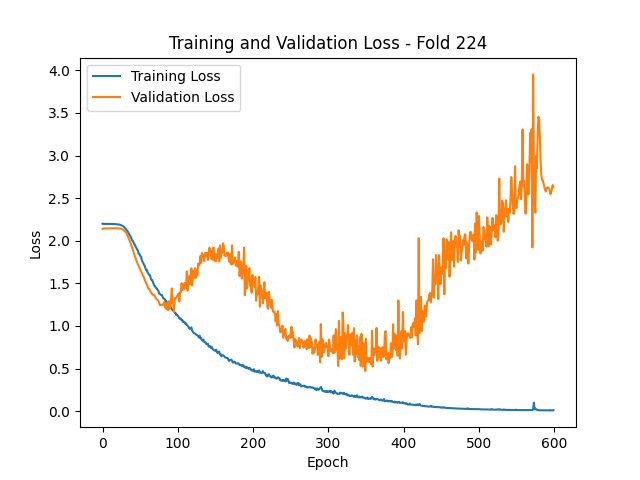 Training and Validation Loss - Fold 224
Training Loss
Validation Loss
4.0
3.5
3.0
2.5
2.0
1.5
1.0
0.5
0.0
Loss
0 100 200 300 400 500 600
Epoch